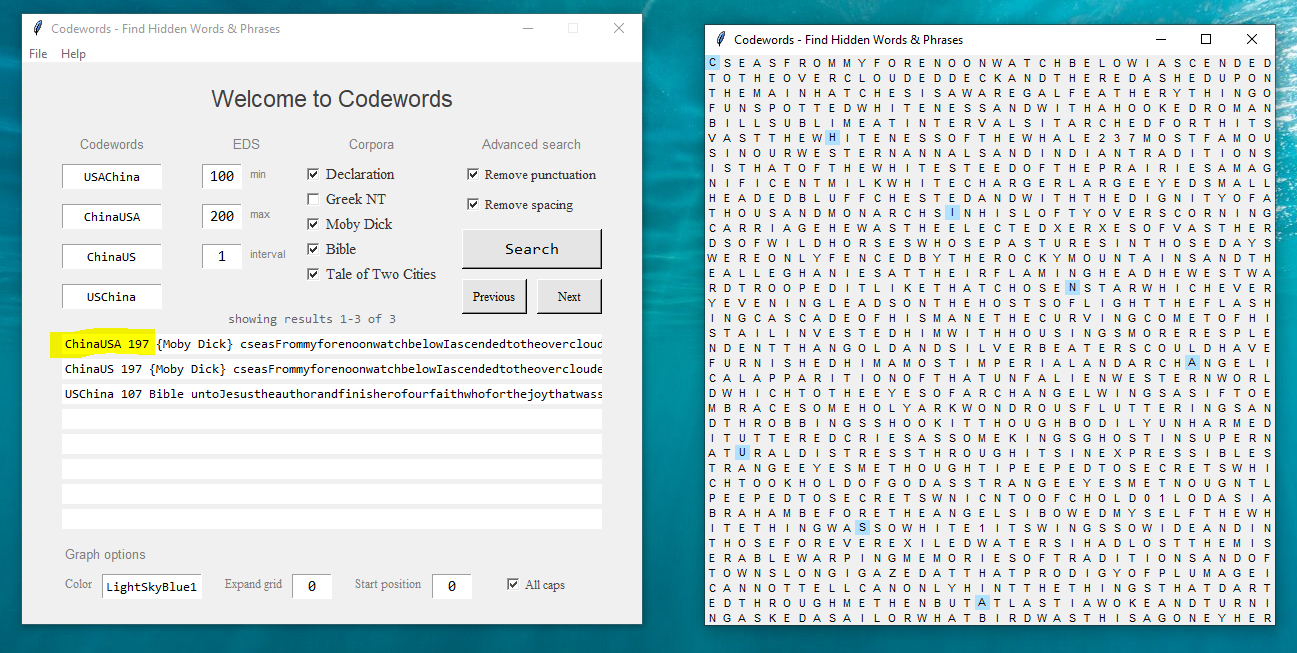 Codewords - Find Hidden Words & Phrases
File Help
Welcome to Codewords
Codewords EDS Corpora Advanced search
USAChina 100 min Declaration Remove punctuation
Greek NT
ChinaUSA 200 max Moby Dick Remove spacing
ChinaUS 1 interval Bible Search
Tale of Two Cities
USChina Previous Next
showing results 1-3 of 3
ChinaUSA 197 {Moby Dick} cseasFrommyforenoonwatchbelowIascendedtotheovercloud
ChinaUS 197 {Moby Dick} cseasFrommyforenoonwatchbelowIascendedtotheovercloude
USChina 107 Bible untoJesustheauthorandfinisherofourfaithwhoforthejoythatwass
Graph options
Color LightSkyBlue1 Expand grid 0 Start position 0 All caps
Codewords - Find Hidden Words & Phrases
C S E A S F R O M M Y F O R E N O O N W A T C H B E L O W I A S C E N D E D
T O T H E O V E R C L O U D E D D E C K A N D T H E R E D A S H E D U P O N
T H E M A I N H A T C H E S I S A W A R E G A L F E A T H E R Y T H I N G O
F U N S P O T T E D W H I T E N E S S A N D W I T H A H O O K E D R O M A N
B I L L S U B L I M E A T I N T E R V A L S I T A R C H E D F O R T H I T S
V A S T T H E W H I T E N E S S O F T H E W H A L E 2 3 7 M O S T F A M O U
S I N O U R W E S T E R N A N N A L S A N D I N D I A N T R A D I T I O N S
I S T H A T O F T H E W H I T E S T E E D O F T H E P R A I R I E S A M A G
N I F I C E N T M I L K W H I T E C H A R G E R L A R G E E Y E D S M A L L
H E A D E D B L U F F C H E S T E D A N D W I T H T H E D I G N I T Y O F A
T H O U S A N D M O N A R C H S I N H I S L O F T Y O V E R S C O R N I N G
C A R R I A G E H E W A S T H E E L E C T E D X E R X E S O F V A S T H E R
D S O F W I L D H O R S E S W H O S E P A S T U R E S I N T H O S E D A Y S
W E R E O N L Y F E N C E D B Y T H E R O C K Y M O U N T A I N S A N D T H
E A L L E G H A N I E S A T T H E I R F L A M I N G H E A D H E W E S T W A
R D T R O O P E D I T L I K E T H A T C H O S E N S T A R W H I C H E V E R
Y E V E N I N G L E A D S O N T H E H O S T S O F L I G H T T H E F L A S H
I N G C A S C A D E O F H I S M A N E T H E C U R V I N G C O M E T O F H I
S T A I L I N V E S T E D H I M W I T H H O U S I N G S M O R E R E S P L E
N D E N T T H A N G O L D A N D S I L V E R B E A T E R S C O U L D H A V E
F U R N I S H E D H I M A M O S T I M P E R I A L A N D A R C H A N G E L I
C A L A P P A R I T I O N O F T H A T U N F A L I E N W E S T E R N W O R L
D W H I C H T O T H E E Y E S O F A R C H A N G E L W I N G S A S I F T O E
M B R A C E S O M E H O L Y A R K W O N D R O U S F L U T T E R I N G S A N
D T H R O B B I N G S S H O O K I T T H O U G H B O D I L Y U N H A R M E D
I T U T T E R E D C R I E S A S S O M E K I N G S G H O S T I N S U P E R N
A T U R A L D I S T R E S S T H R O U G H I T S I N E X P R E S S I B L E S
T R A N G E E Y E S M E T H O U G H T I P E E P E D T O S E C R E T S W H I
C H T O O K H O L D O F G O D A S S T R A N G E E Y E S M E T N O U G N T L
P E E P E D T O S E C R E T S W N I C N T O O F C H O L D 0 1 L O D A S I A
B R A H A M B E F O R E T H E A N G E L S I B O W E D M Y S E L F T H E W H
I T E T H I N G W A S S O W H I T E 1 I T S W I N G S S O W I D E A N D I N
T H O S E F O R E V E R E X I L E D W A T E R S I H A D L O S T T H E M I S
E R A B L E W A R P I N G M E M O R I E S O F T R A D I T I O N S A N D O F
T O W N S L O N G I G A Z E D A T T H A T P R O D I G Y O F P L U M A G E I
C A N N O T T E L L C A N O N L Y H I N T T H E T H I N G S T H A T D A R T
E D T H R O U G H M E T H E N B U T A T L A S T I A W O K E A N D T U R N I
N G A S K E D A S A I L O R W H A T B I R D W A S T H I S A G O N E Y H E R